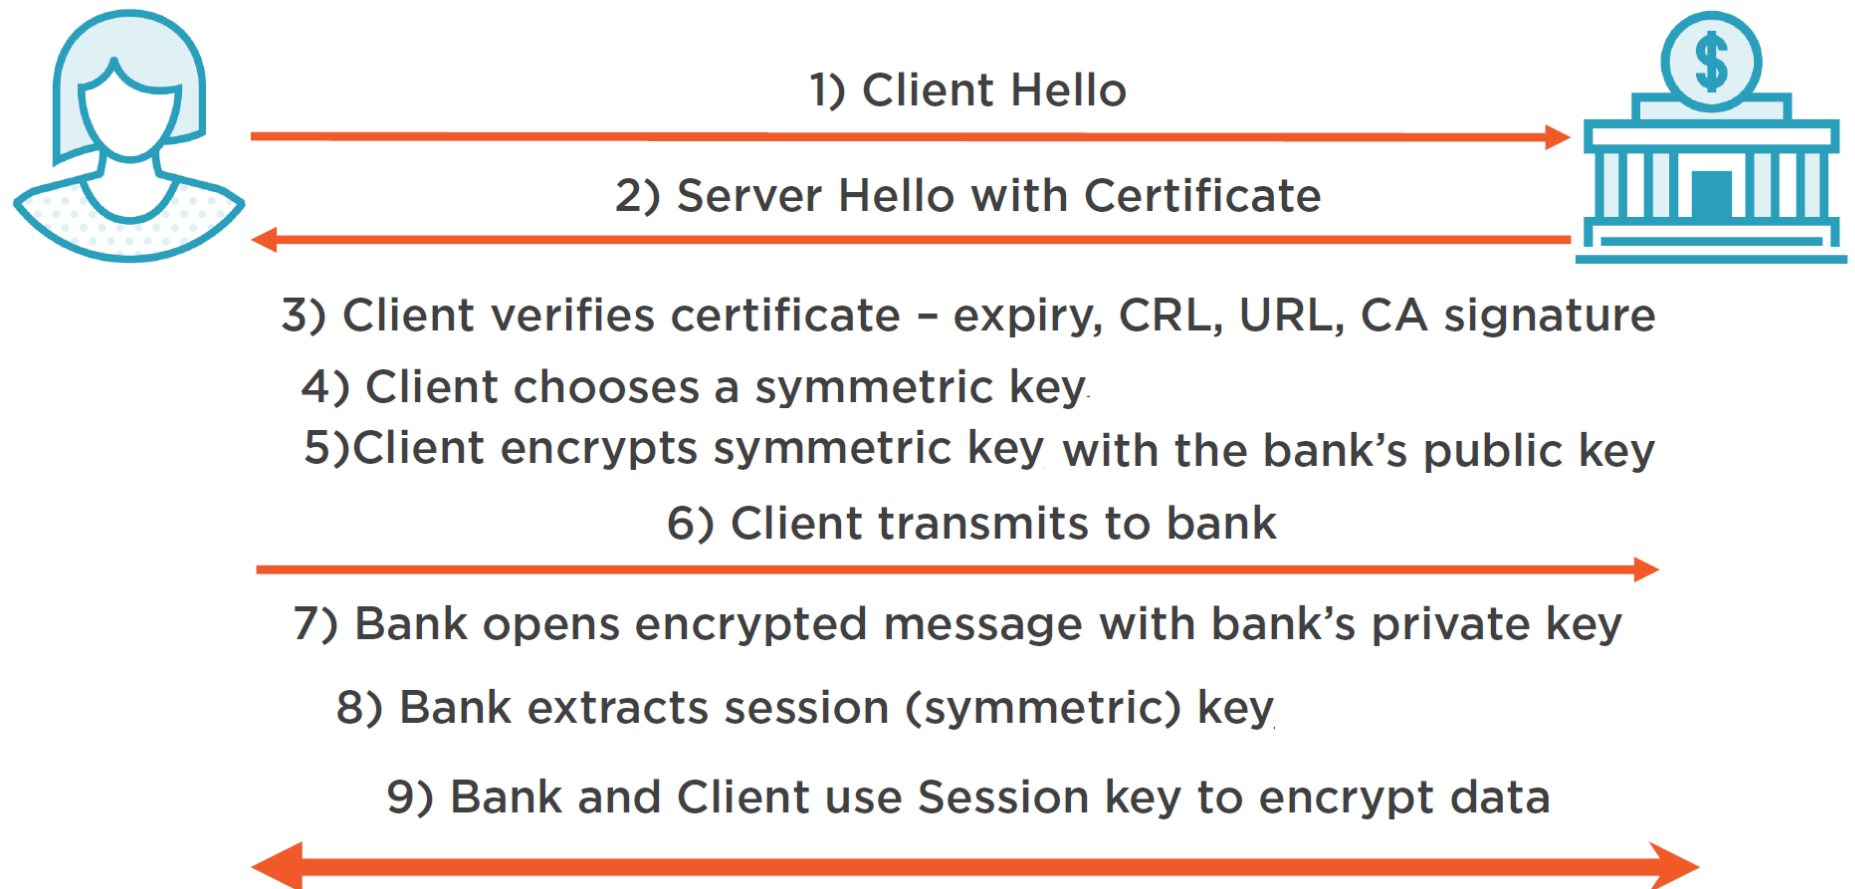 $
1) Client Hello
2) Server Hello with Certificate
3) Client verifies certificate – expiry, CRL, URL, CA signature
4) Client chooses a symmetric key
5)Client encrypts symmetric key with the bank’s public key
6) Client transmits to bank
7) Bank opens encrypted message with bank’s private key
8) Bank extracts session (symmetric) key
9) Bank and Client use Session key to encrypt data